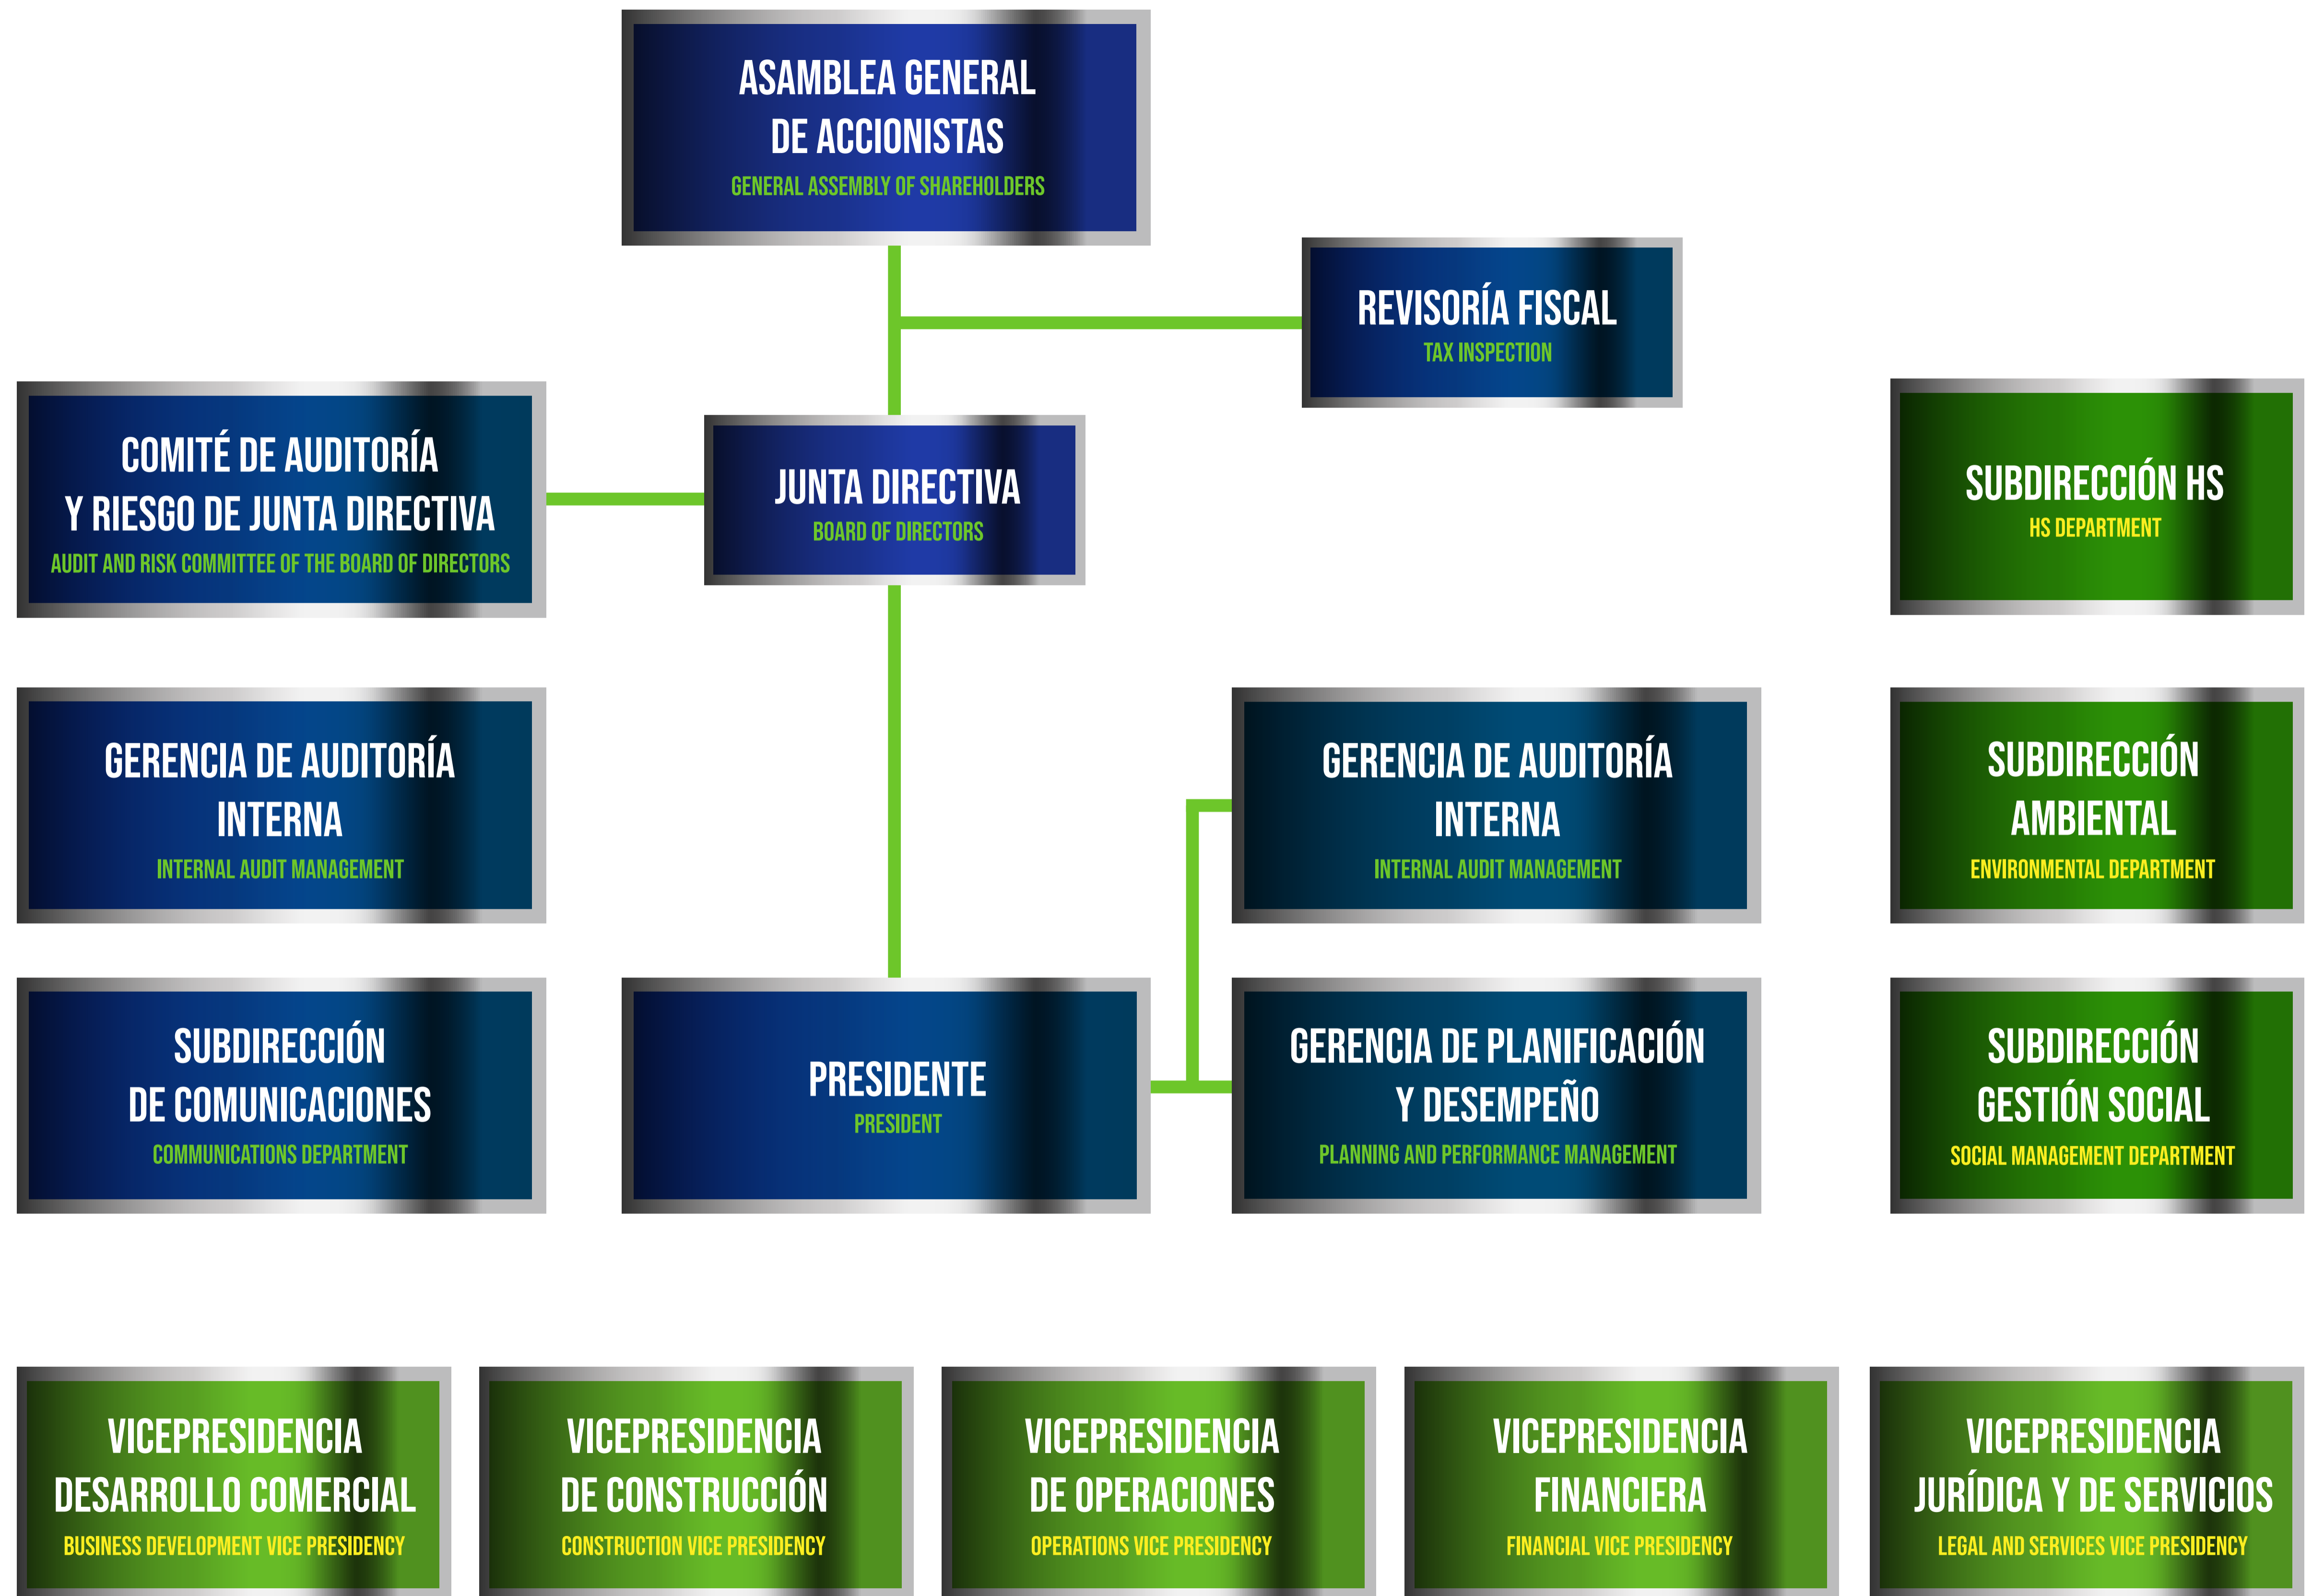 ASAMBLEA GENERAL
DE ACCIONISTAS
GENERAL ASSEMBLY OF SHAREHOLDERS
REVISORÍA FISCAL
TAX INSPECTION
COMITÉ DE AUDITORÍA
Y RIESGO DE JUNTA DIRECTIVA
AUDIT AND RISK COMMITTEE OF THE BOARD OF DIRECTORS
JUNTA DIRECTIVA
BOARD OF DIRECTORS
SUBDIRECCIÓN HS
HS DEPARTMENT
GERENCIA DE AUDITORÍA
INTERNA
INTERNAL AUDIT MANAGEMENT
GERENCIA DE AUDITORÍA
INTERNA
INTERNAL AUDIT MANAGEMENT
SUBDIRECCIÓN
AMBIENTAL
ENVIRONMENTAL DEPARTMENT
SUBDIRECCIÓN
DE COMUNICACIONES
COMMUNICATIONS DEPARTMENT
PRESIDENTE
PRESIDENT
GERENCIA DE PLANIFICACIÓN
Y DESEMPEÑO
PLANNING AND PERFORMANCE MANAGEMENT
SUBDIRECCIÓN
GESTIÓN SOCIAL
SOCIAL MANAGEMENT DEPARTMENT
VICEPRESIDENCIA
DESARROLLO COMERCIAL
BUSINESS DEVELOPMENT VICE PRESIDENCY
VICEPRESIDENCIA
DE CONSTRUCCIÓN
CONSTRUCTION VICE PRESIDENCY
VICEPRESIDENCIA
DE OPERACIONES
OPERATIONS VICE PRESIDENCY
VICEPRESIDENCIA
FINANCIERA
FINANCIAL VICE PRESIDENCY
VICEPRESIDENCIA
JURÍDICA Y DE SERVICIOS
LEGAL AND SERVICES VICE PRESIDENCY